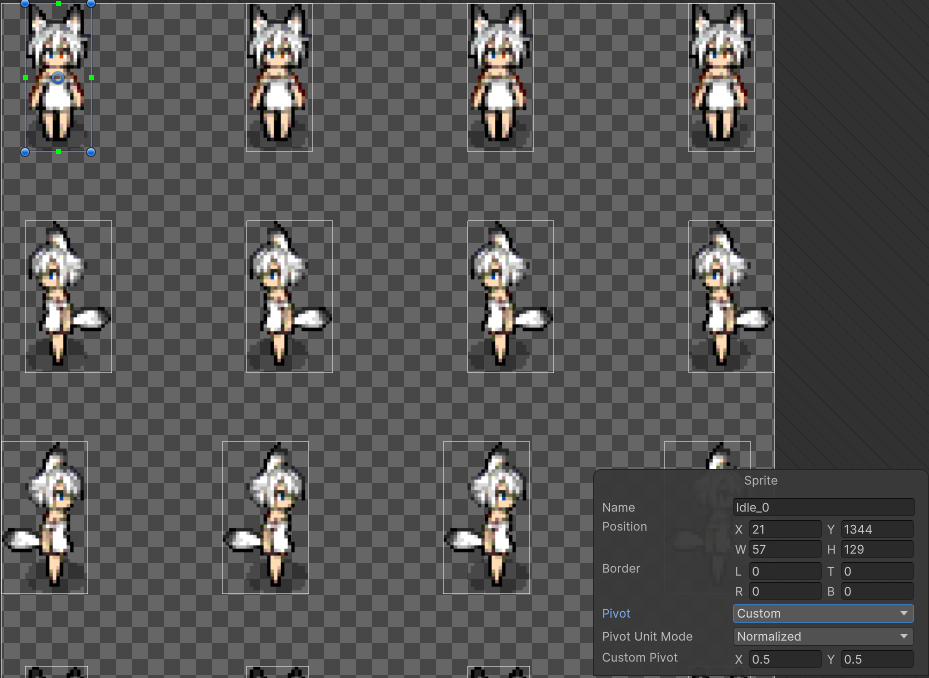 Sprite
Name Idle_0
Position X 21 Y 1344
W 57 H 129
Border L 0 T 0
R 0 B 0
Pivot Custom
Pivot Unit Mode Normalized
Custom Pivot X 0.5 Y 0.5